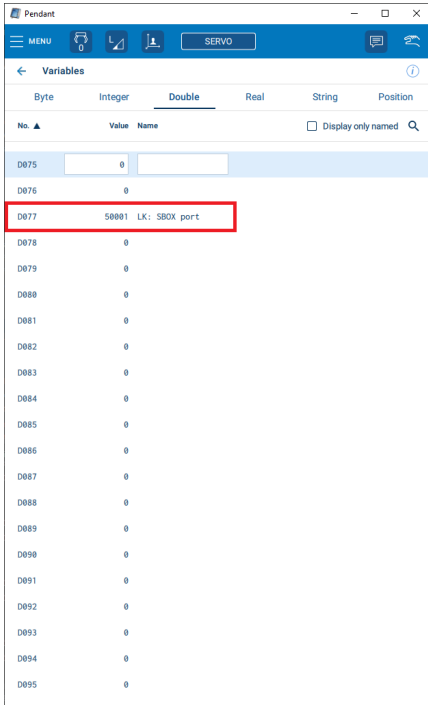 Pendant
MENU 0 L SERVO
Variables
Byte Integer Double Real String Position
No. ▲ Value Name Display only named
D075 0
D076 0
D077 50001 LK: SBOX port
D078 0
D079 0
D080 0
D081 0
D082 0
D083 0
D084 0
D085 0
D086 0
D087 0
D088 0
D089 0
D090 0
D091 0
D092 0
D093 0
D094 0
D095 0